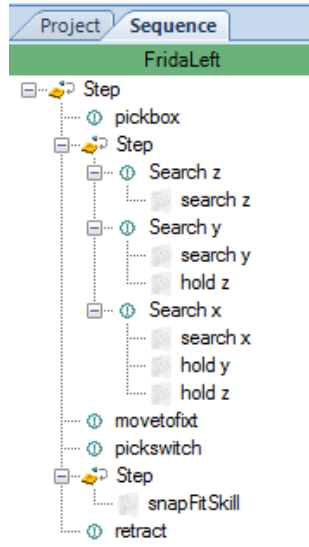 Project Sequence
FridaLeft
Step
pickbox
Step
Search z
search z
Search y
search y
hold z
Search x
search x
hold y
hold z
movetofixt
pickswitch
Step
snapFitSkill
retract